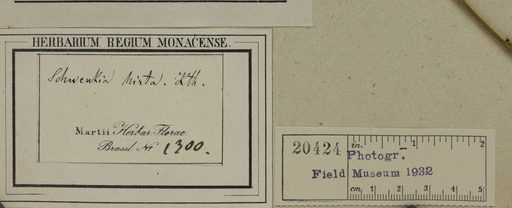 HERBARIUM REGIUM MONACENSE.
Schwenkia hirta. Kth.
Martii Herbar. Florae
Brasil. No 1300.
20424
in. 1 2
Photogr.
Field Museum 1932
cm. 1 2 3 4 5